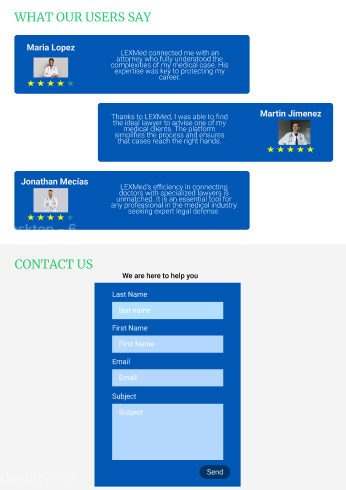 WHAT OUR USERS SAY
Maria Lopez
LEXMed connected me with an
attorney who fully understood the
complexities of my medical case. His
expertise was key to protecting my
career.
Thanks to LEXMed, I was able to find
the ideal lawyer to advise one of my
medical clients. The platform
simplifies the process and ensures
that cases reach the right hands.
Martin Jimenez
Jonathan Mecías
LEXMed's efficiency in connecting
doctors with specialized lawyers is
unmatched. It is an essential tool for
any professional in the medical industry
seeking expert legal defense.
sktop - 6
CONTACT US
We are here to help you
Last Name
last name
First Name
First Name
Email
Email
Subject
Subject
Send